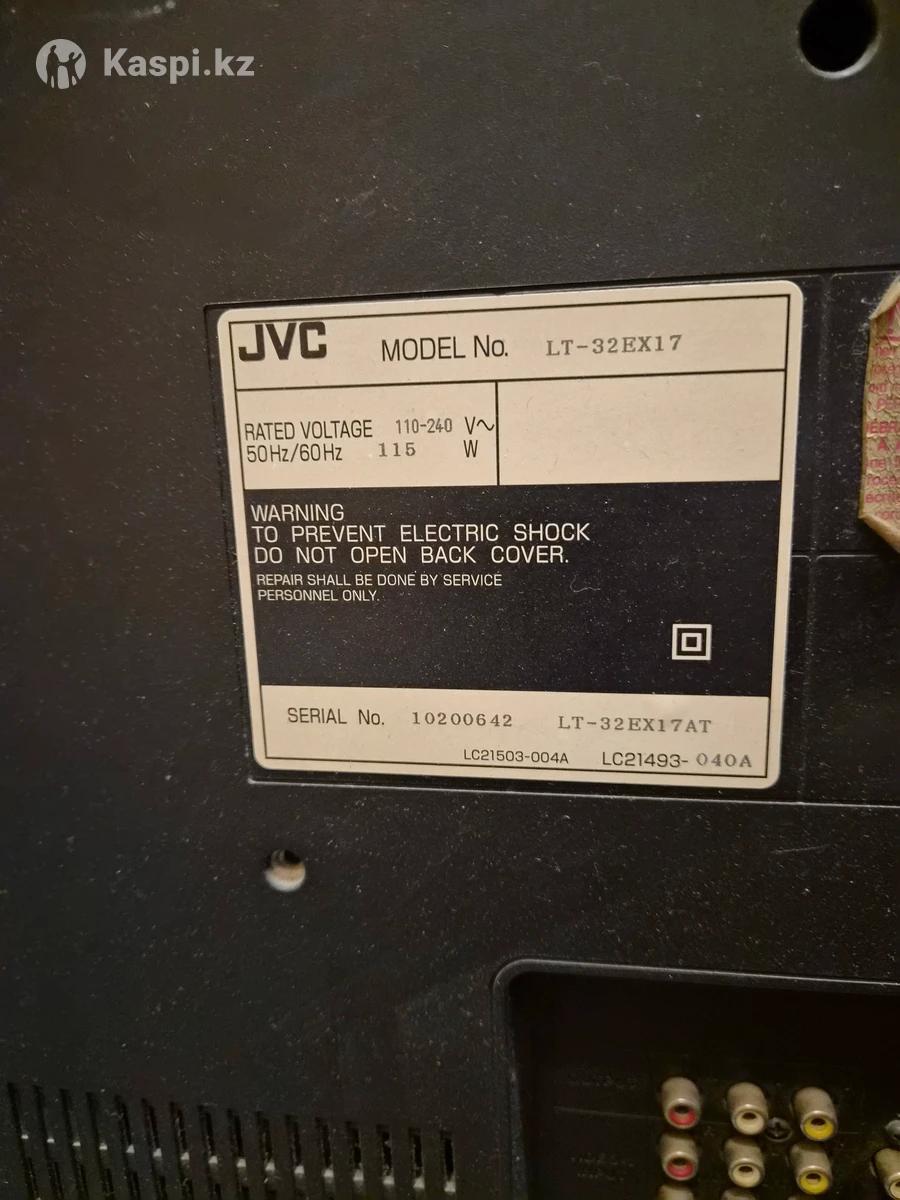 Kaspi.kz
JVC MODEL No. LT-32EX17
RATED VOLTAGE 110-240 V~
50Hz/60Hz 115 W
WARNING
TO PREVENT ELECTRIC SHOCK
DO NOT OPEN BACK COVER.
REPAIR SHALL BE DONE BY SERVICE
PERSONNEL ONLY.
SERIAL No. 10200642 LT-32EX17AT
LC21503-004A LC21493-040A